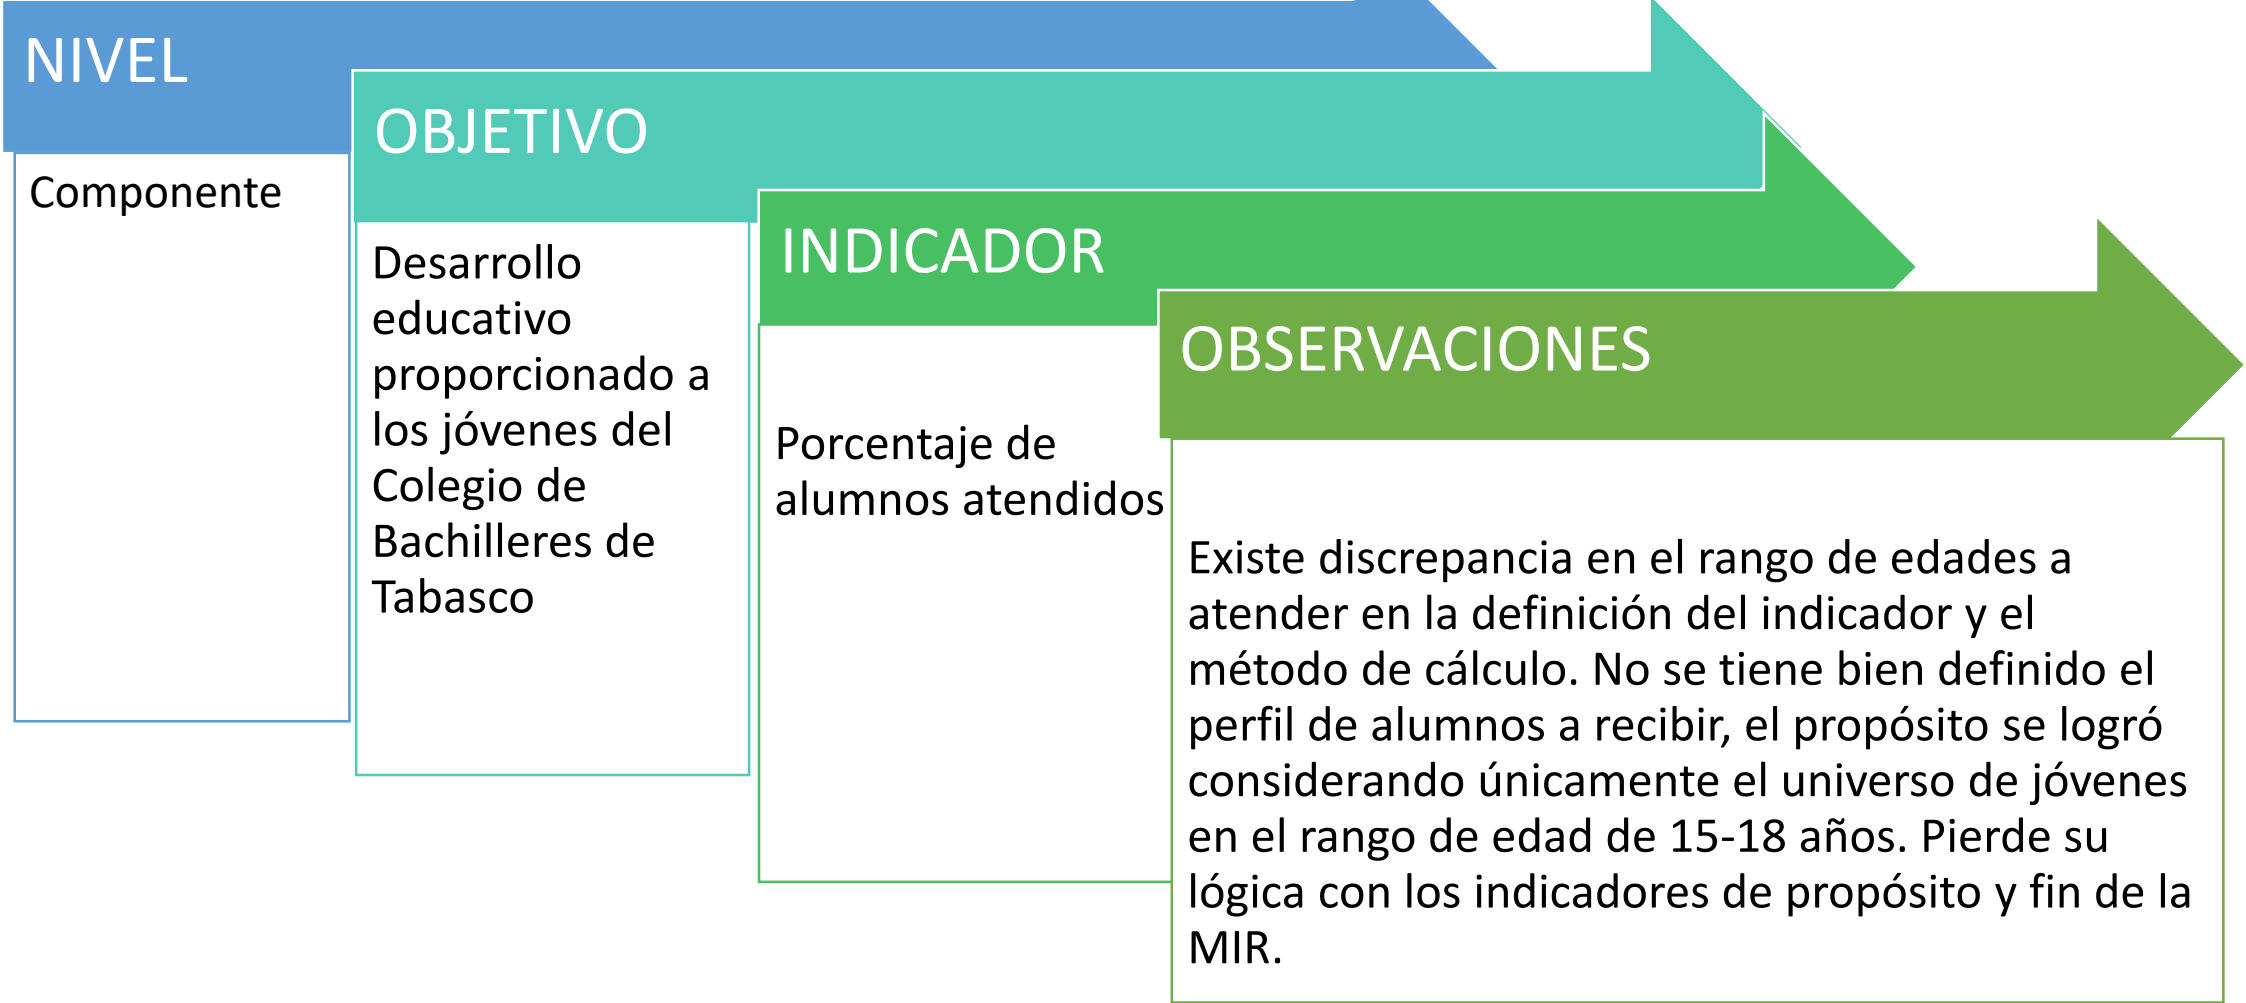 NIVEL
Componente
OBJETIVO
Desarrollo
educativo
proporcionado a
los jóvenes del
Colegio de
Bachilleres de
Tabasco
INDICADOR
Porcentaje de
alumnos atendidos
OBSERVACIONES
Existe discrepancia en el rango de edades a
atender en la definición del indicador y el
método de cálculo. No se tiene bien definido el
perfil de alumnos a recibir, el propósito se logró
considerando únicamente el universo de jóvenes
en el rango de edad de 15-18 años. Pierde su
lógica con los indicadores de propósito y fin de la
MIR.